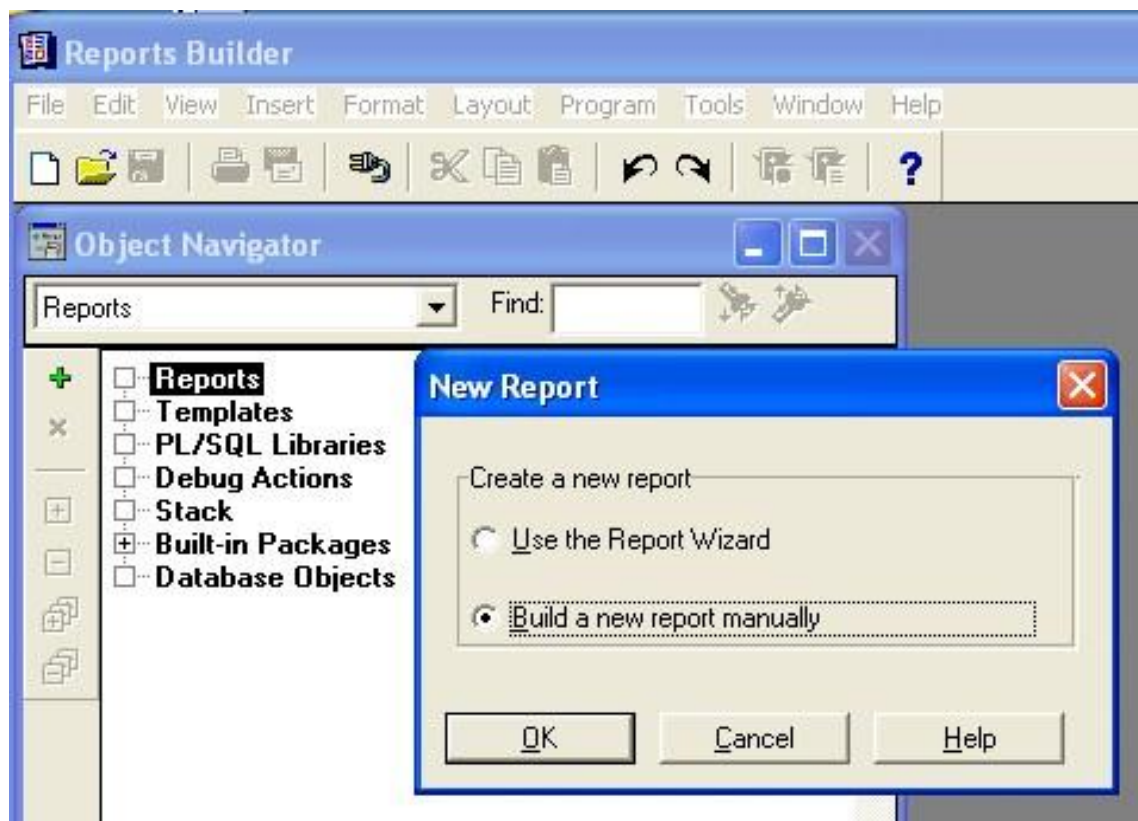 Reports Builder
File Edit View Insert Format Layout Program Tools Window Help
?
Object Navigator
Reports Find:
Reports
Templates
PL/SQL Libraries
Debug Actions
Stack
Built-in Packages
Database Objects
New Report
Create a new report
Use the Report Wizard
Build a new report manually
OK Cancel Help